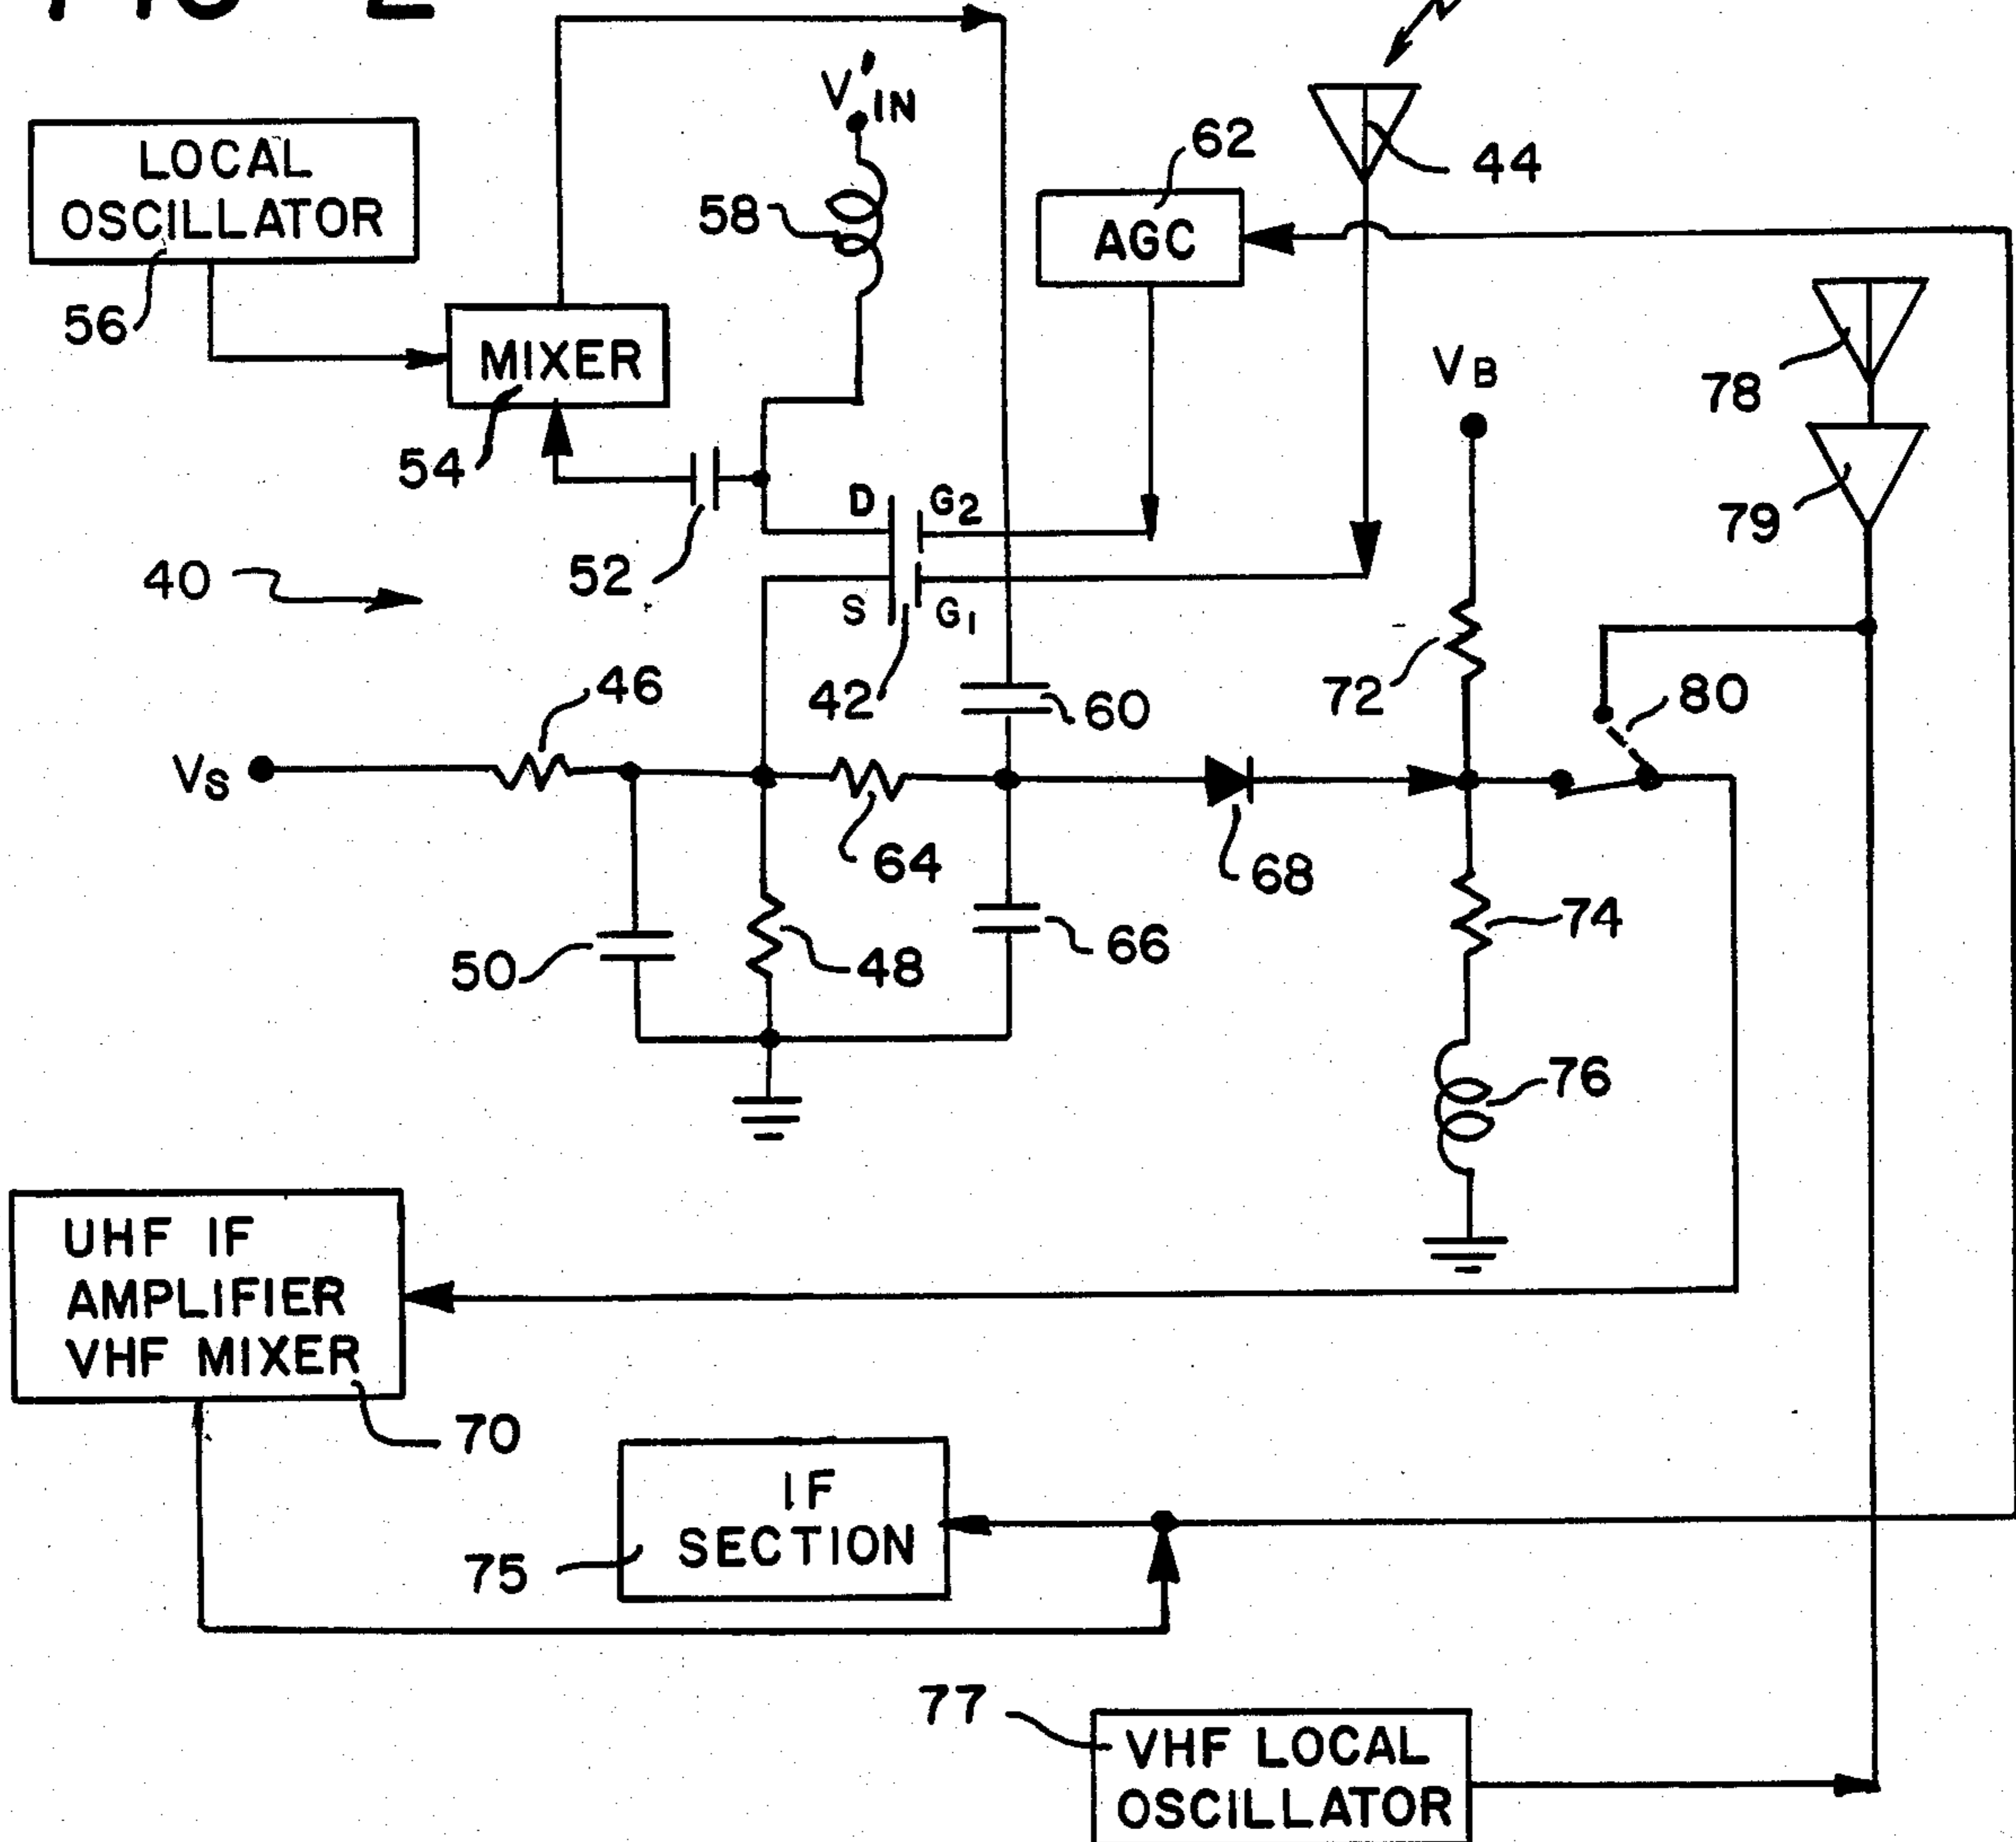 FIG 2
V'IN
LOCAL
OSCILLATOR
56
58
62
AGC
44
MIXER
54
VB
78
79
D
G2
52
40
S
G1
42
46
60
72
80
VS
64
68
74
50
48
66
76
UHF IF
AMPLIFIER
VHF MIXER
70
IF
SECTION
75
77
VHF LOCAL
OSCILLATOR